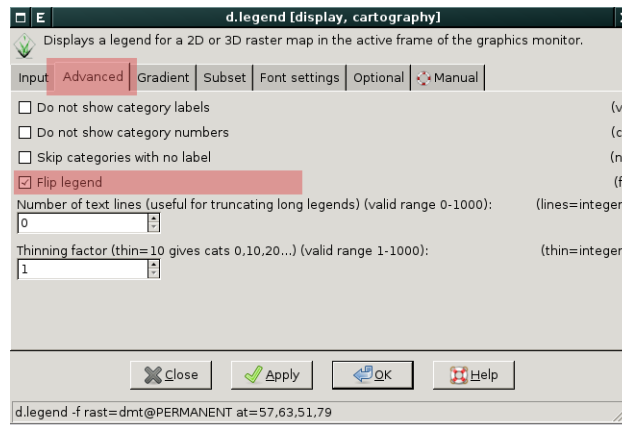 E d.legend [display, cartography]
Displays a legend for a 2D or 3D raster map in the active frame of the graphics monitor.
Input Advanced Gradient Subset Font settings Optional Manual
Do not show category labels (v
Do not show category numbers (c
Skip categories with no label (n
Flip legend (f
Number of text lines (useful for truncating long legends) (valid range 0-1000): (lines=integer
0
Thinning factor (thin=10 gives cats 0,10,20...) (valid range 1-1000): (thin=integer
1
Close Apply OK Help
d.legend -f rast=dmt@PERMANENT at=57,63,51,79